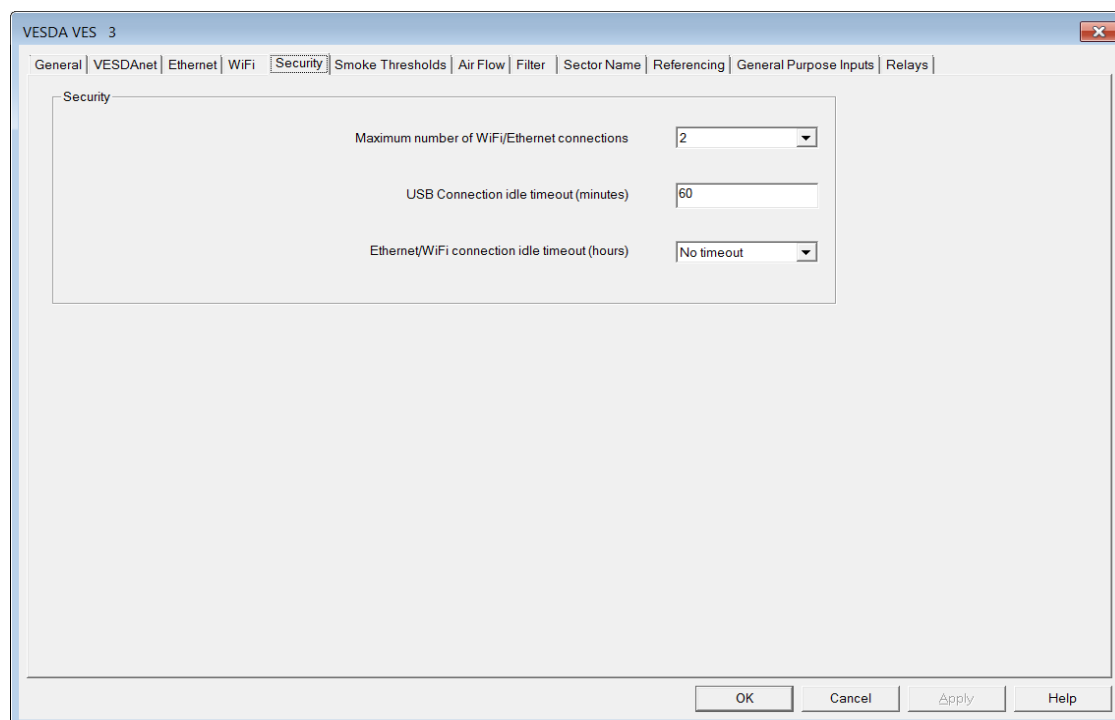 VESDA VES 3
General VESDAnet Ethernet WiFi Security Smoke Thresholds Air Flow Filter Sector Name Referencing General Purpose Inputs Relays
Security
Maximum number of WiFi/Ethernet connections 2
USB Connection idle timeout (minutes) 60
Ethernet/WiFi connection idle timeout (hours) No timeout
OK Cancel Apply Help